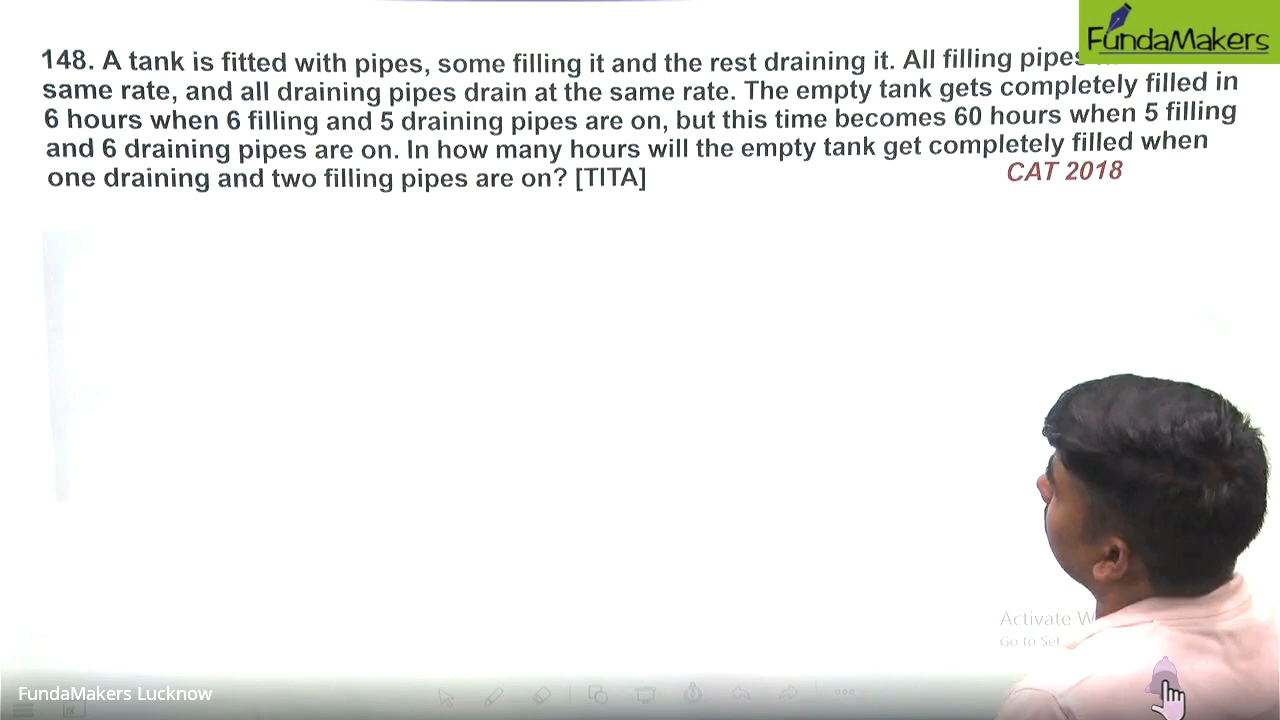 FundaMakers
148. A tank is fitted with pipes, some filling it and the rest draining it. All filling pipes
same rate, and all draining pipes drain at the same rate. The empty tank gets completely filled in
6 hours when 6 filling and 5 draining pipes are on, but this time becomes 60 hours when 5 filling
and 6 draining pipes are on. In how many hours will the empty tank get completely filled when
one draining and two filling pipes are on? [TITA]
CAT 2018
Activate
Go to Set
FundaMakers Lucknow